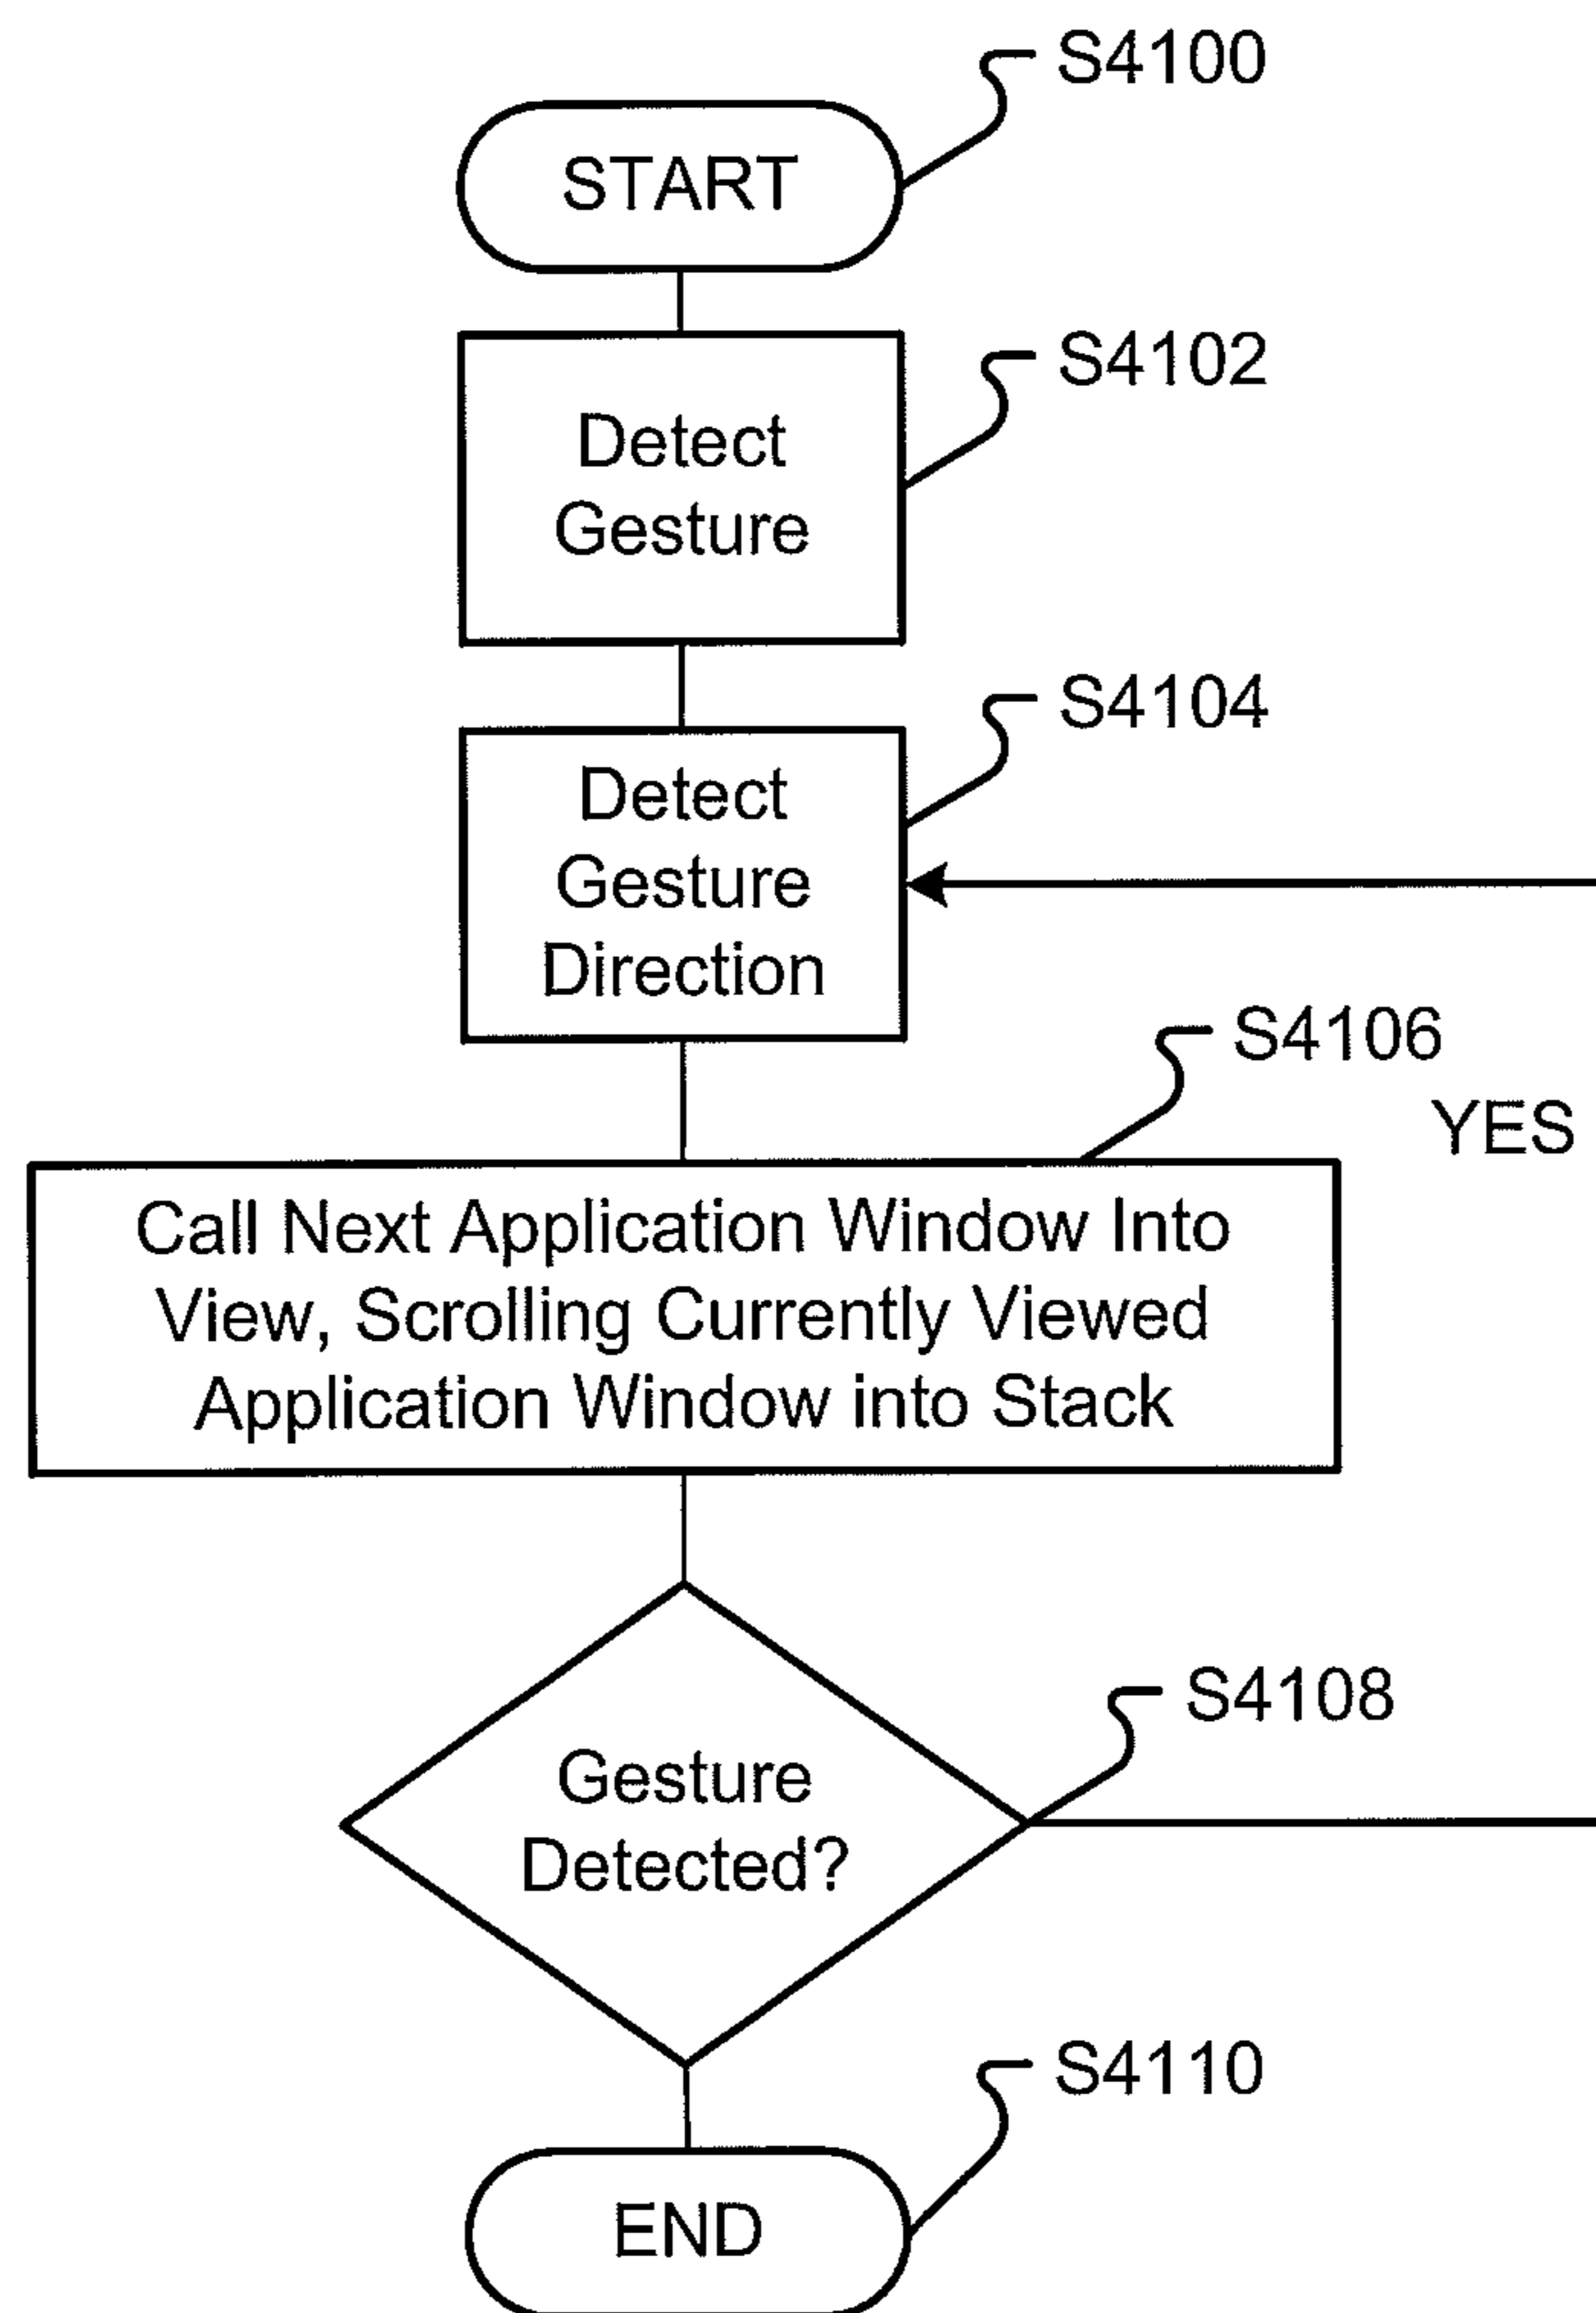 S4100
START
S4102
Detect
Gesture
S4104
Detect
Gesture
Direction
S4106
YES
Call Next Application Window Into
View, Scrolling Currently Viewed
Application Window into Stack
S4108
Gesture
Detected?
S4110
END